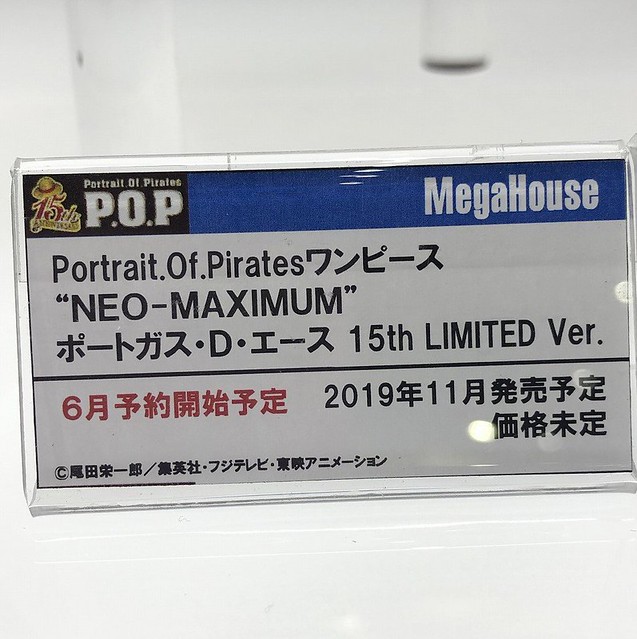 15th
ANNIVERSARY
Portrait.Of.Pirates
P.O.P
MegaHouse
Portrait.Of.Piratesワンピース
“NEO-MAXIMUM”
ポートガス・D・エース 15th LIMITED Ver.
6月予約開始予定
2019年11月発売予定
価格未定
©尾田栄一郎／集英社・フジテレビ・東映アニメーション